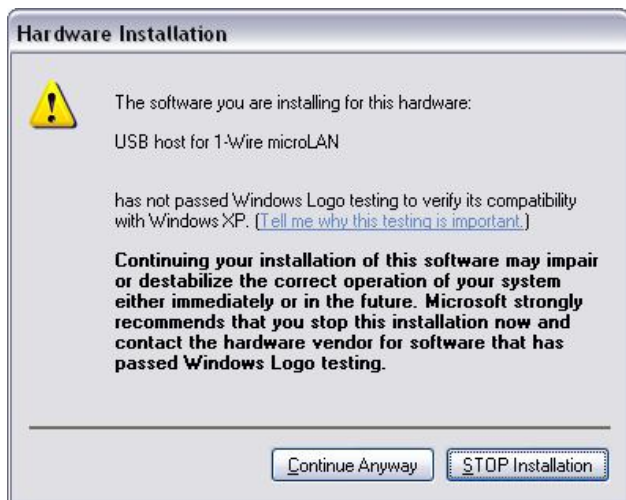 Hardware Installation
The software you are installing for this hardware:
USB host for 1-Wire microLAN
has not passed Windows Logo testing to verify its compatibility
with Windows XP. (Tell me why this testing is important.)
Continuing your installation of this software may impair
or destabilize the correct operation of your system
either immediately or in the future. Microsoft strongly
recommends that you stop this installation now and
contact the hardware vendor for software that has
passed Windows Logo testing.
Continue Anyway
STOP Installation